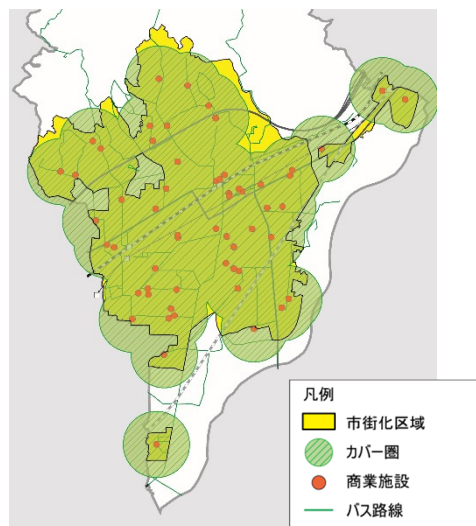 凡例
市街化区域
カバー圏
商業施設
バス路線